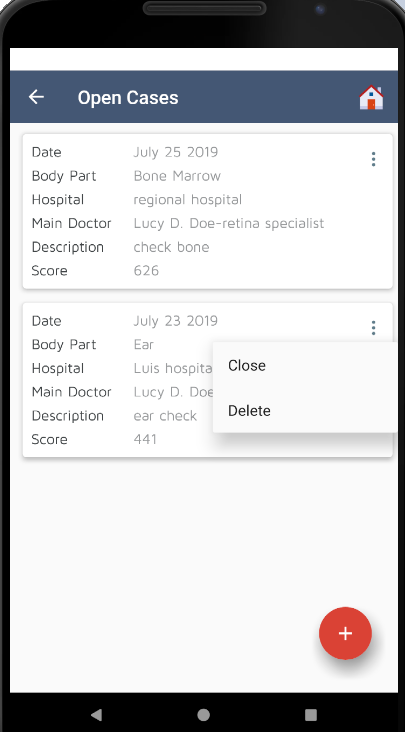 Open Cases
Date July 25 2019
Body Part Bone Marrow
Hospital regional hospital
Main Doctor Lucy D. Doe-retina specialist
Description check bone
Score 626
Date July 23 2019
Body Part Ear
Hospital Luis hospita
Main Doctor Lucy D. Doe
Description ear check
Score 441
Close
Delete